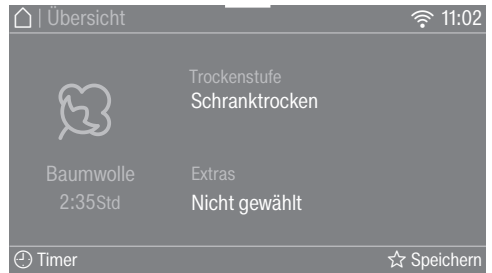 | Übersicht 11:02
Trockenstufe
Schranktrocken
Baumwolle
2:35Std
Extras
Nicht gewählt
Timer Speichern